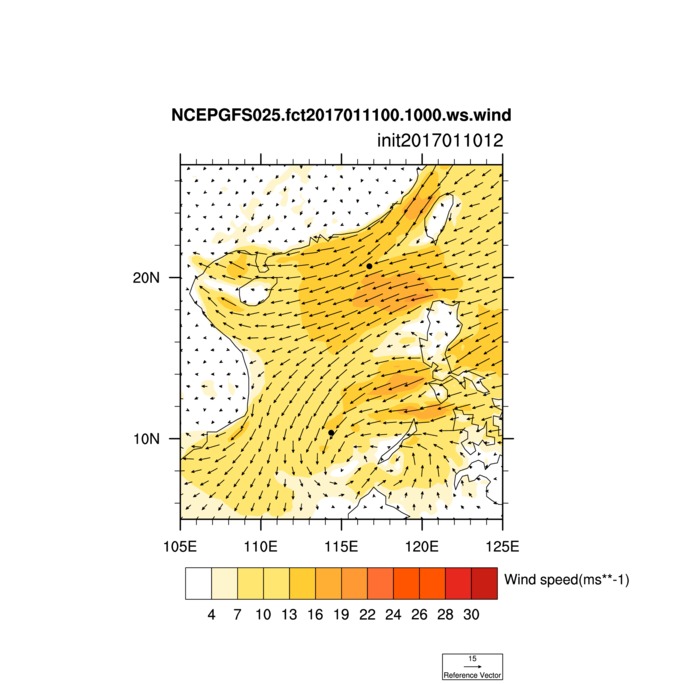 NCEPGFS025.fct2017011100.1000.ws.wind
init2017011012
20N
10N
105E 110E 115E 120E 125E
Wind speed(ms**-1)
4 7 10 13 16 19 22 24 26 28 30
15
Reference Vector